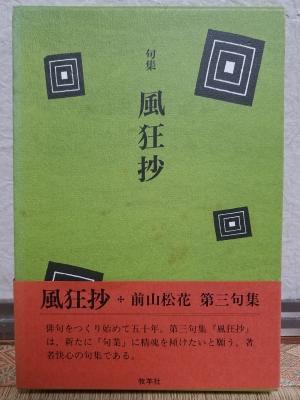 句集
風狂抄
風狂抄 + 前山松花 第三句集
俳句をつくり始めて五十年。第三句集『風狂抄』
は、新たに「句業」に精魂を傾けたいと願う、著
者快心の句集である。
牧羊社